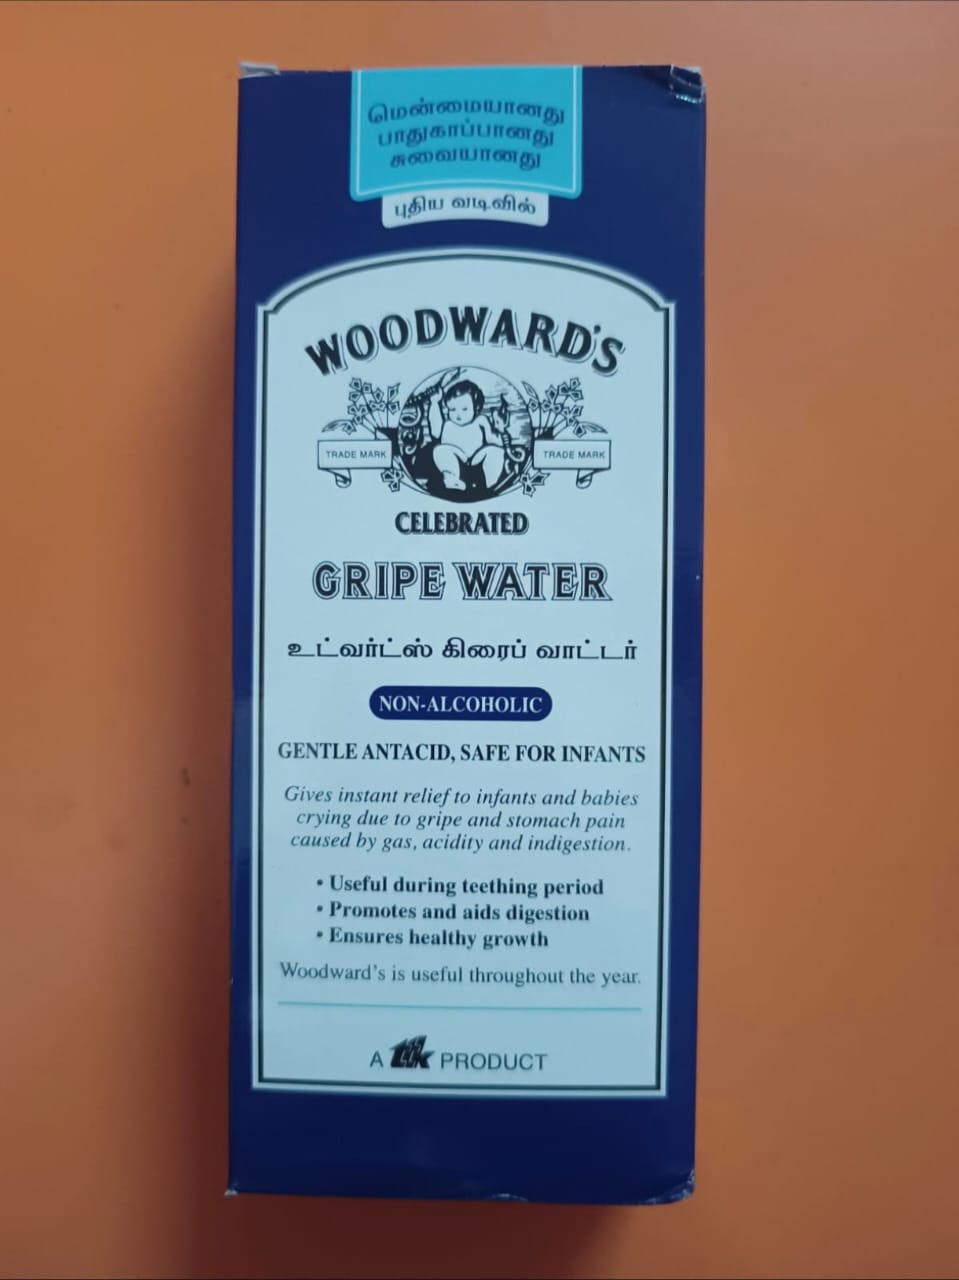 மென்மையானது
பாதுகாப்பானது
சுவையானது
புதிய வடிவில்
WOODWARD'S
TRADE MARK
TRADE MARK
CELEBRATED
GRIPE WATER
உட்வர்ட்ஸ் கிரைப் வாட்டர்
NON-ALCOHOLIC
GENTLE ANTACID, SAFE FOR INFANTS
Gives instant relief to infants and babies
crying due to gripe and stomach pain
caused by gas, acidity and indigestion.
• Useful during teething period
• Promotes and aids digestion
• Ensures healthy growth
Woodward's is useful throughout the year.
A ttk PRODUCT